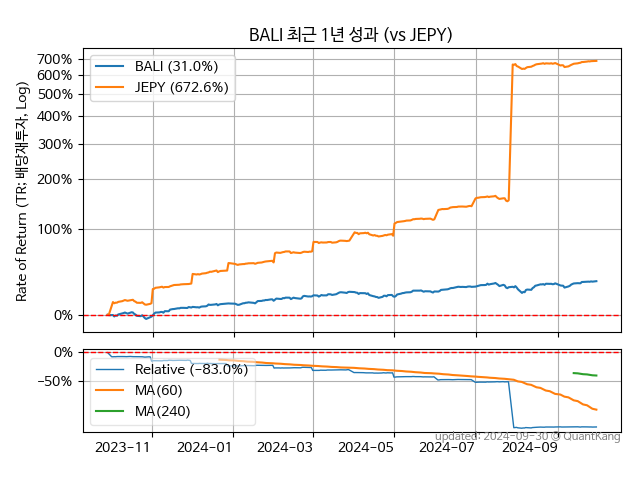 BALI 최근 1년 성과 (vs JEPY)
Rate of Return (TR; 배당재투자, Log)
700%
600%
500%
400%
300%
200%
100%
0%
BALI (31.0%)
JEPY (672.6%)
0%
−50%
Relative (−83.0%)
MA(60)
MA(240)
2023−11 2024−01 2024−03 2024−05 2024−07 2024−09
updated: 2024−09−30 © QuantKang